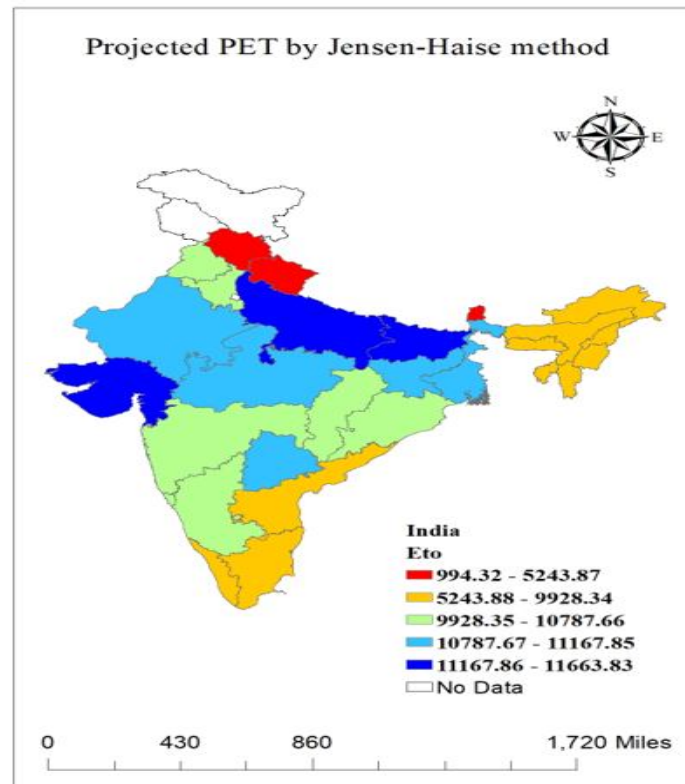 Projected PET by Jensen-Haise method
N
W E
S
India
Eto
994.32 - 5243.87
5243.88 - 9928.34
9928.35 - 10787.66
10787.67 - 11167.85
11167.86 - 11663.83
No Data
0 430 860 1,720 Miles